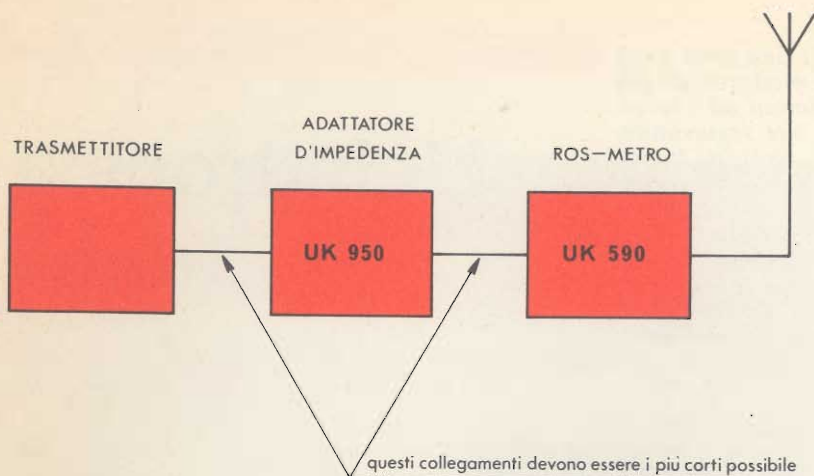 TRASMETTITORE
ADATTATORE
D'IMPEDENZA
ROS-METRO
UK 950
UK 590
questi collegamenti devono essere i più corti possibile